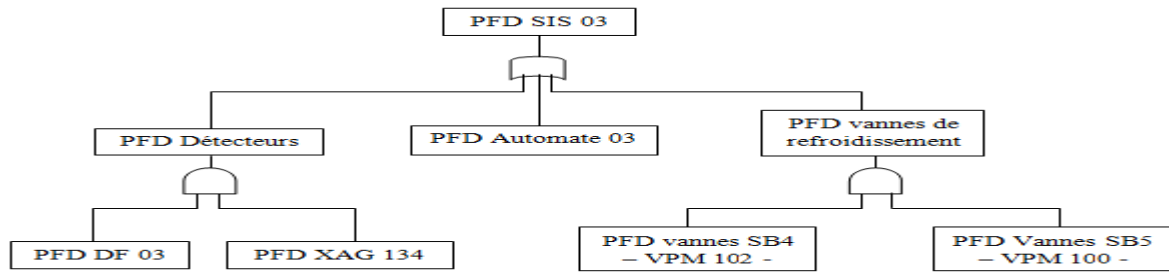 PFD SIS 03
PFD Détecteurs
PFD Automate 03
PFD vannes de
refroidissement
PFD DF 03
PFD XAG 134
PFD vannes SB4
– VPM 102 -
PFD Vannes SB5
– VPM 100 -